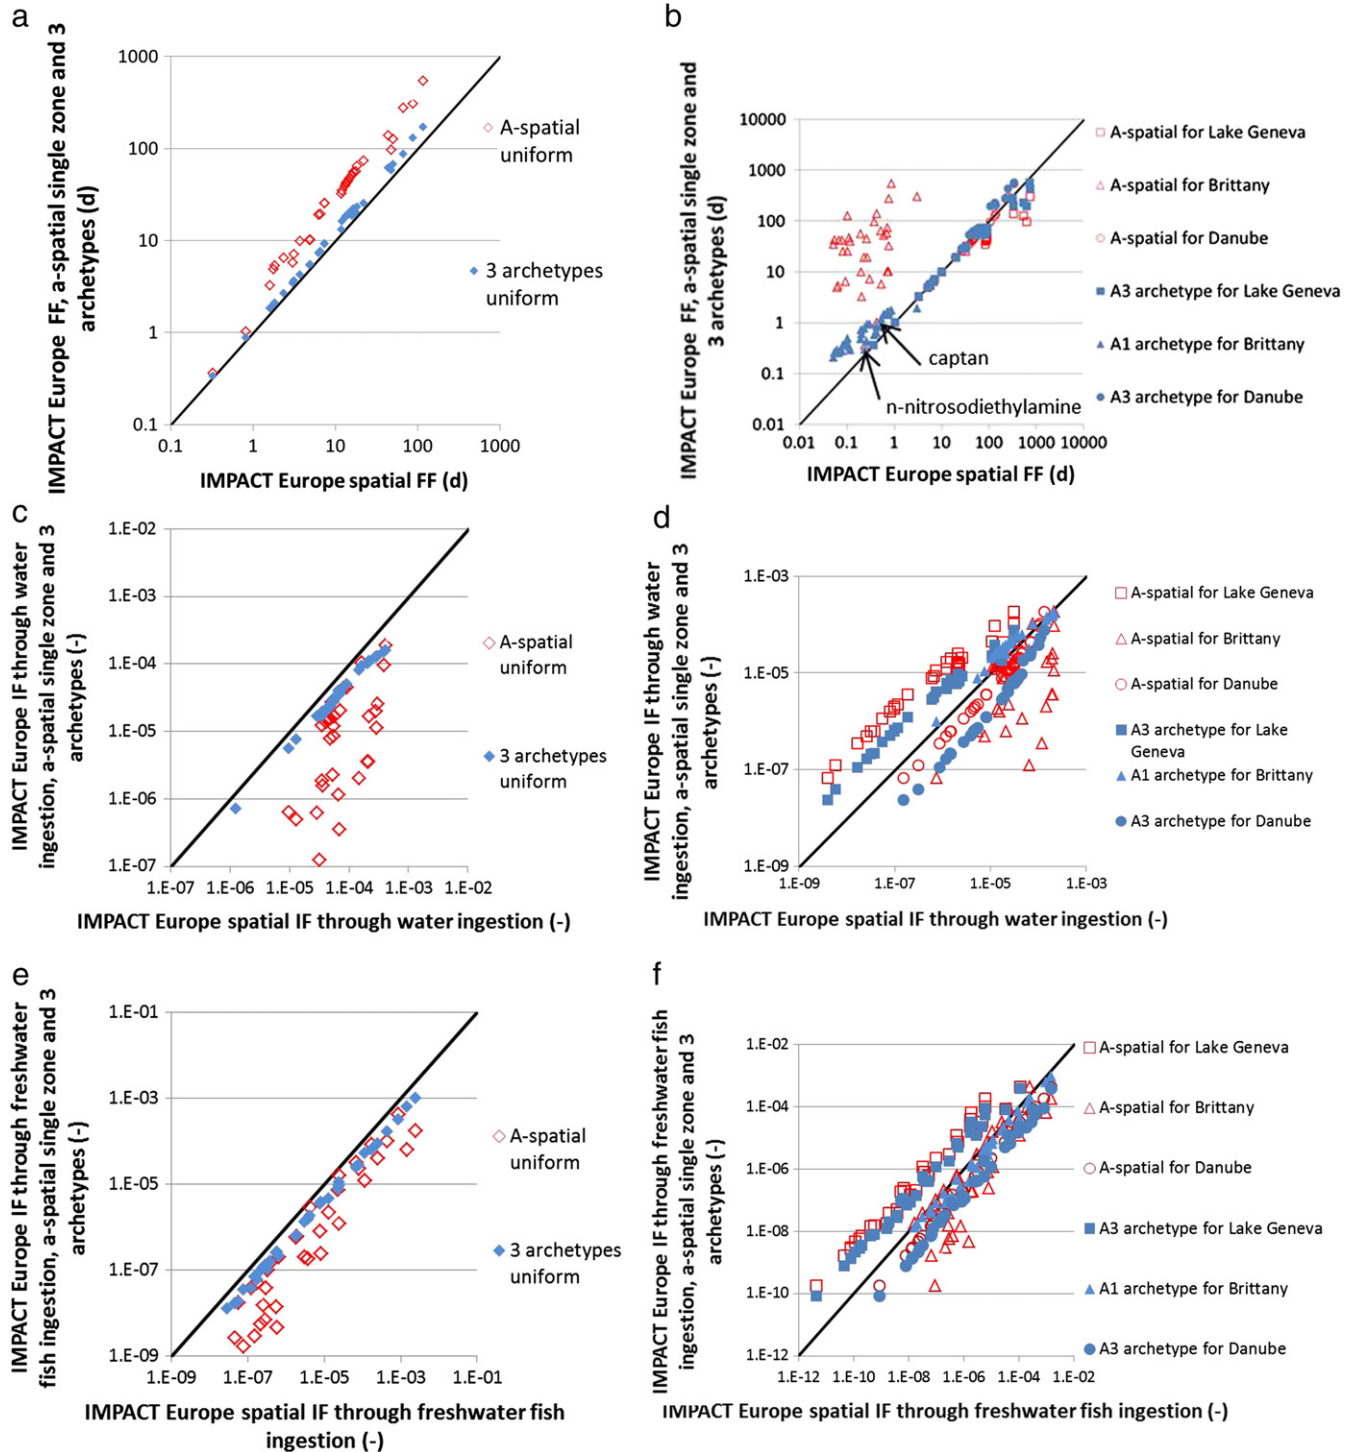 a
IMPACT Europe FF, a-spatial single zone and 3
archetypes (d)
1000
100
10
1
0.1
0.1 1 10 100 1000
IMPACT Europe spatial FF (d)
A-spatial
uniform
3 archetypes
uniform
b
IMPACT Europe FF, a-spatial single zone and
3 archetypes (d)
10000
1000
100
10
1
0.1
0.01
0.01 0.1 1 10 100 1000 10000
IMPACT Europe spatial FF (d)
captan
n-nitrosodiethylamine
A-spatial for Lake Geneva
A-spatial for Brittany
A-spatial for Danube
A3 archetype for Lake Geneva
A1 archetype for Brittany
A3 archetype for Danube
c
IMPACT Europe IF through water
ingestion, a-spatial single zone and 3
archetypes (-)
1.E-02
1.E-03
1.E-04
1.E-05
1.E-06
1.E-07
1.E-07 1.E-06 1.E-05 1.E-04 1.E-03 1.E-02
IMPACT Europe spatial IF through water ingestion (-)
A-spatial
uniform
3 archetypes
uniform
d
IMPACT Europe IF through water
ingestion, a-spatial single zone and 3
archetypes (-)
1.E-03
1.E-05
1.E-07
1.E-09
1.E-09 1.E-07 1.E-05 1.E-03
IMPACT Europe spatial IF through water ingestion (-)
A-spatial for Lake Geneva
A-spatial for Brittany
A-spatial for Danube
A3 archetype for Lake
Geneva
A1 archetype for Brittany
A3 archetype for Danube
e
IMPACT Europe IF through freshwater
fish ingestion, a-spatial single zone and 3
archetypes (-)
1.E-01
1.E-03
1.E-05
1.E-07
1.E-09
1.E-09 1.E-07 1.E-05 1.E-03 1.E-01
IMPACT Europe spatial IF through freshwater fish
ingestion (-)
A-spatial
uniform
3 archetypes
uniform
f
IMPACT Europe IF through freshwater fish
ingestion, a-spatial single zone and 3
archetypes (-)
1.E-02
1.E-04
1.E-06
1.E-08
1.E-10
1.E-12
1.E-12 1.E-10 1.E-08 1.E-06 1.E-04 1.E-02
IMPACT Europe spatial IF through freshwater fish ingestion (-)
A-spatial for Lake Geneva
A-spatial for Brittany
A-spatial for Danube
A3 archetype for Lake Geneva
A1 archetype for Brittany
A3 archetype for Danube